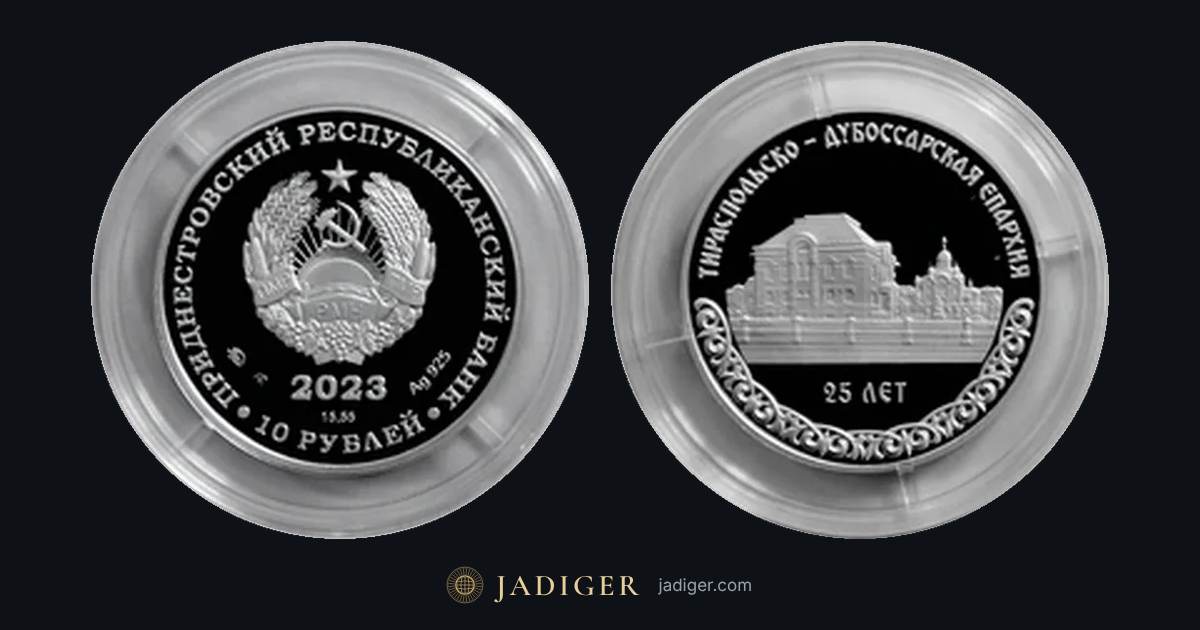 ПРИДНЕСТРОВСКИЙ РЕСПУБЛИКАНСКИЙ БАНК
2023
Ag 925
15.55
10 РУБЛЕЙ
ТИРАСПОЛЬСКО – ДУБОССАРСКАЯ ЕПАРХИЯ
25 ЛЕТ
JADIGER
jadiger.com